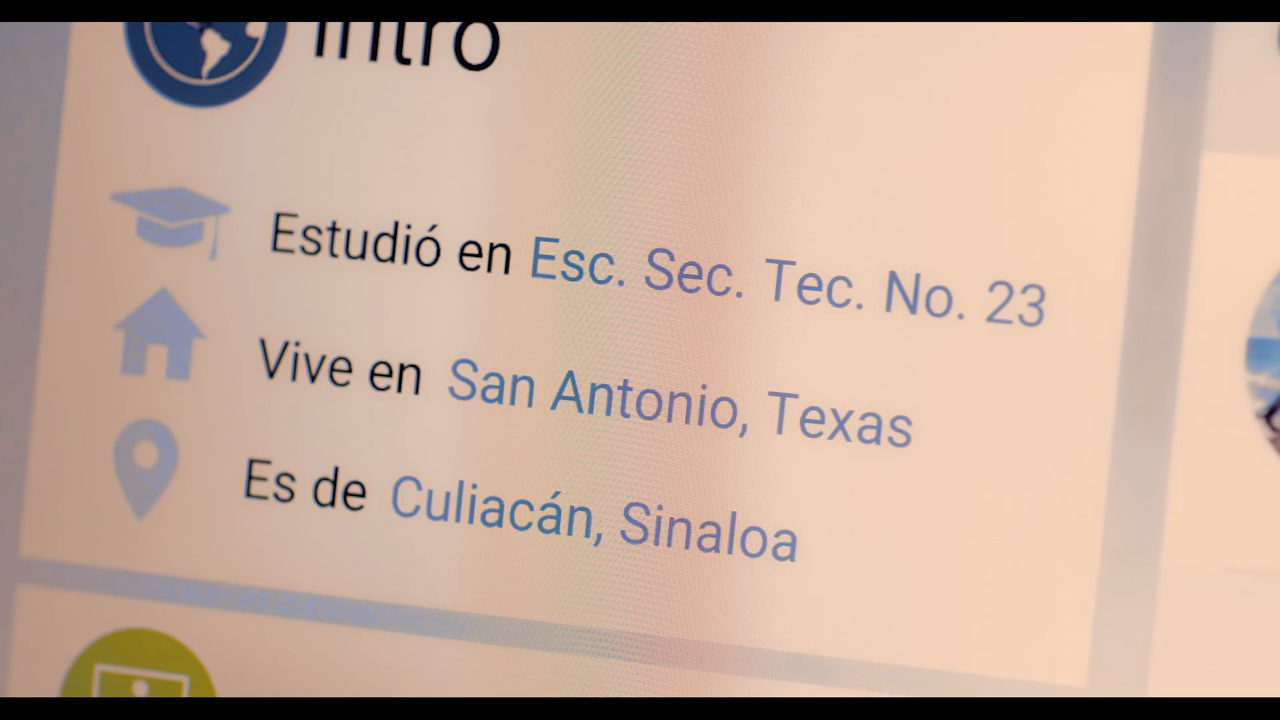 Intro
Estudió en Esc. Sec. Tec. No. 23
Vive en San Antonio, Texas
Es de Culiacán, Sinaloa